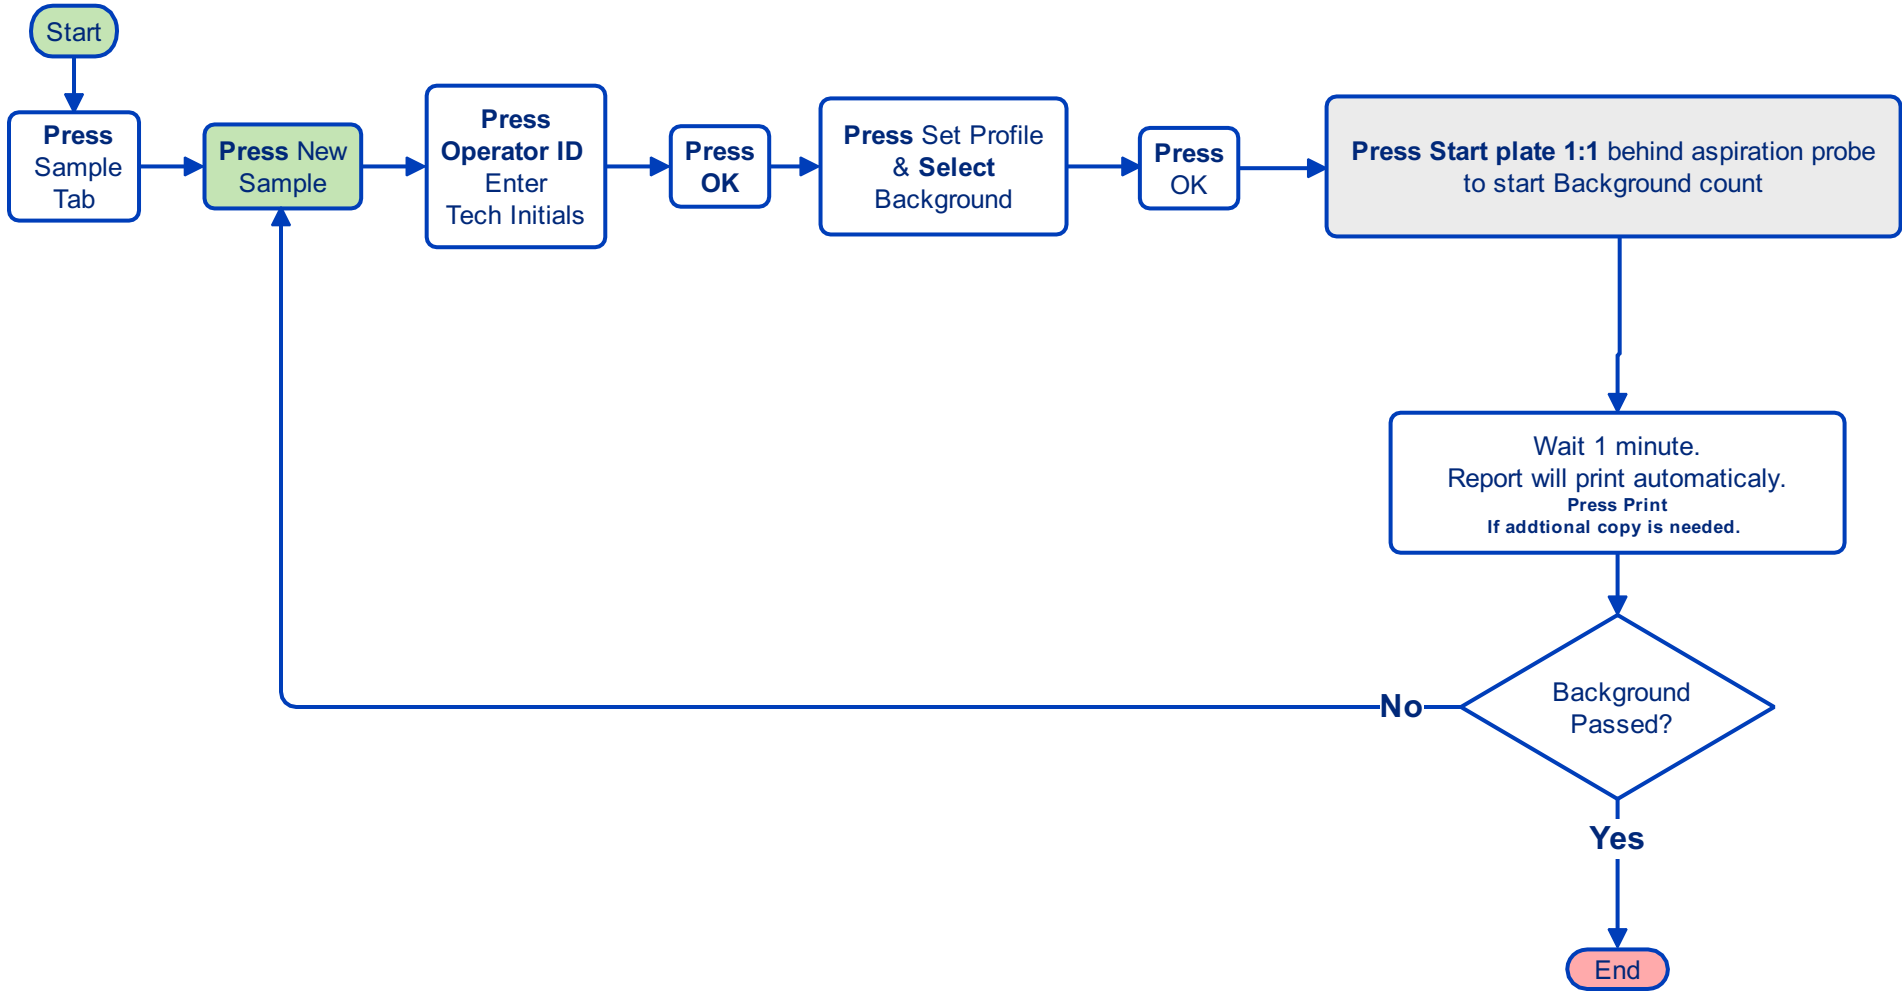 Start
Press
Sample
Tab
Press New
Sample
Press
Operator ID
Enter
Tech Initials
Press
OK
Press Set Profile
& Select
Background
Press
OK
Press Start plate 1:1 behind aspiration probe
to start Background count
Wait 1 minute.
Report will print automaticaly.
Press Print
If addtional copy is needed.
Background
Passed?
No
Yes
End